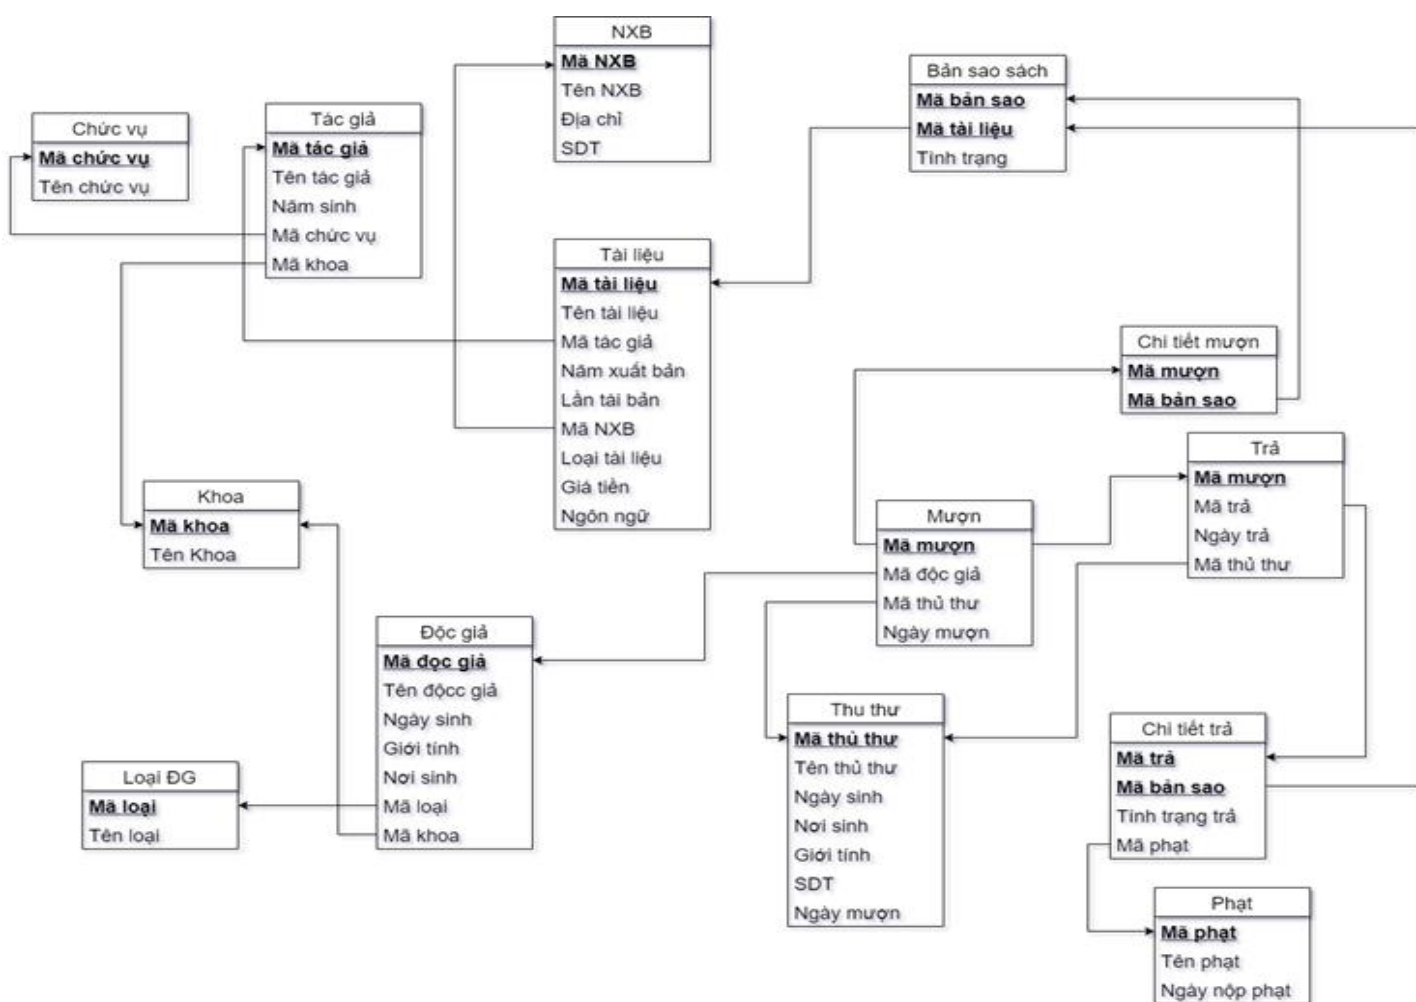 NXB
Mã NXB
Tên NXB
Địa chỉ
SDT
Bản sao sách
Mã bản sao
Mã tài liệu
Tình trạng
Chức vụ
Mã chức vụ
Tên chức vụ
Tác giả
Mã tác giả
Tên tác giả
Năm sinh
Mã chức vụ
Mã khoa
Tài liệu
Mã tài liệu
Tên tài liệu
Mã tác giả
Năm xuất bản
Lần tái bản
Mã NXB
Loại tài liệu
Giá tiền
Ngôn ngữ
Chi tiết mượn
Mã mượn
Mã bản sao
Trả
Mã mượn
Mã trả
Ngày trả
Mã thủ thư
Khoa
Mã khoa
Tên Khoa
Mượn
Mã mượn
Mã độc giả
Mã thủ thư
Ngày mượn
Độc giả
Mã đọc giả
Tên độcc giả
Ngày sinh
Giới tính
Nơi sinh
Mã loại
Mã khoa
Loại ĐG
Mã loại
Tên loại
Thu thư
Mã thủ thư
Tên thủ thư
Ngày sinh
Nơi sinh
Giới tính
SDT
Ngày mượn
Chi tiết trả
Mã trả
Mã bản sao
Tình trạng trả
Mã phạt
Phạt
Mã phạt
Tên phạt
Ngày nộp phạt